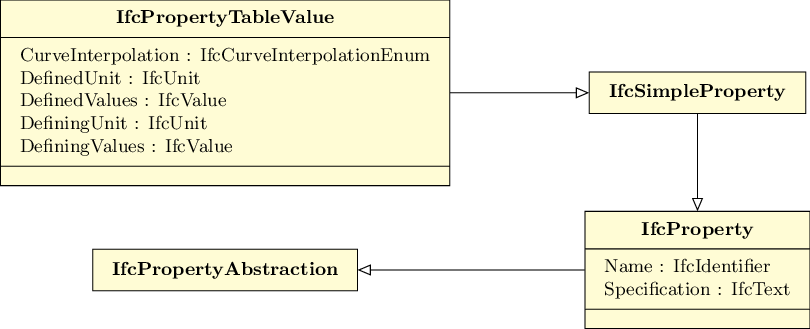 IfcPropertyTableValue
CurveInterpolation : IfcCurveInterpolationEnum
DefinedUnit : IfcUnit
DefinedValues : IfcValue
DefiningUnit : IfcUnit
DefiningValues : IfcValue
IfcSimpleProperty
IfcProperty
Name : IfcIdentifier
Specification : IfcText
IfcPropertyAbstraction